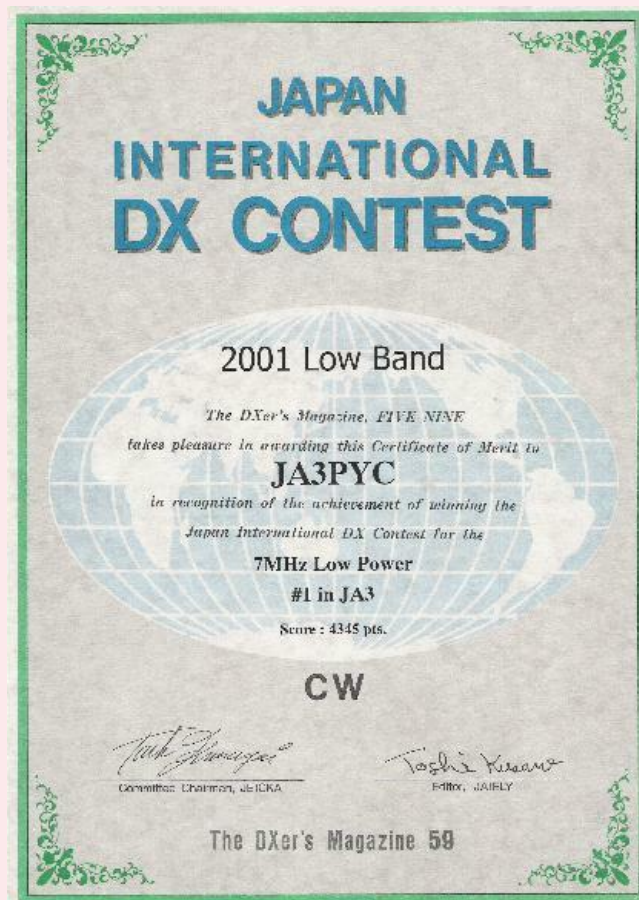 JAPAN
INTERNATIONAL
DX CONTEST
2001 Low Band
The DXer's Magazine, FIVE NINE
takes pleasure in awarding this Certificate of Merit to
JA3PYC
in recognition of the achievement of winning the
Japan International DX Contest for the
7MHz Low Power
#1 in JA3
Score : 4345 pts.
CW
Toshi Kusano
Committee Chairman, JE1CKA
Editor, JA1ELY
The DXer's Magazine 59